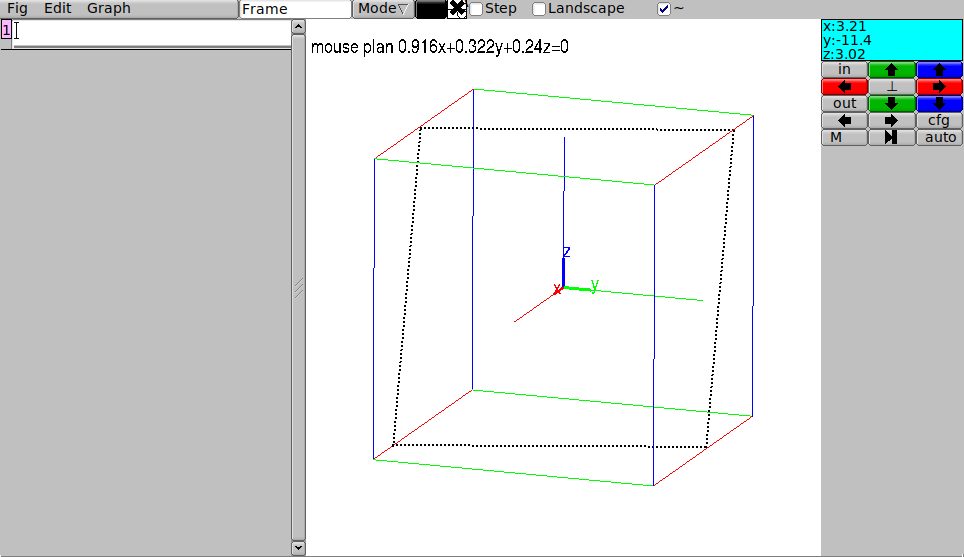 Fig Edit Graph Frame Mode Step Landscape ~
1
mouse plan 0.916x+0.322y+0.24z=0
x:3.21
y:-11.4
z:3.02
in
⊥
out
cfg
M auto
z
x y